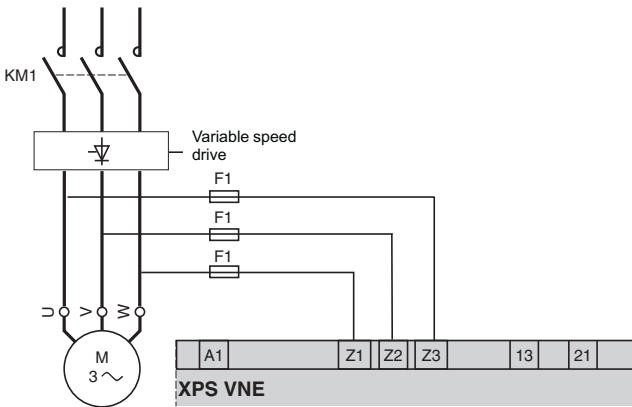 KM1
Variable speed
drive
F1
F1
F1
U V W
M
3
A1 Z1 Z2 Z3 13 21
XPS VNE